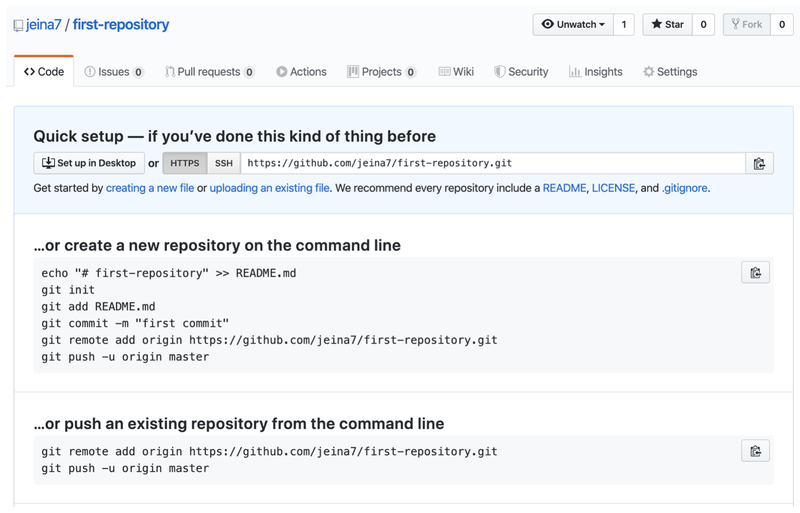 jeina7 / first-repository
Unwatch 1 Star 0 Fork 0
Code Issues 0 Pull requests 0 Actions Projects 0 Wiki Security Insights Settings
Quick setup — if you’ve done this kind of thing before
Set up in Desktop or HTTPS SSH https://github.com/jeina7/first-repository.git
Get started by creating a new file or uploading an existing file. We recommend every repository include a README, LICENSE, and .gitignore.
…or create a new repository on the command line
echo "# first-repository" >> README.md
git init
git add README.md
git commit -m "first commit"
git remote add origin https://github.com/jeina7/first-repository.git
git push -u origin master
…or push an existing repository from the command line
git remote add origin https://github.com/jeina7/first-repository.git
git push -u origin master